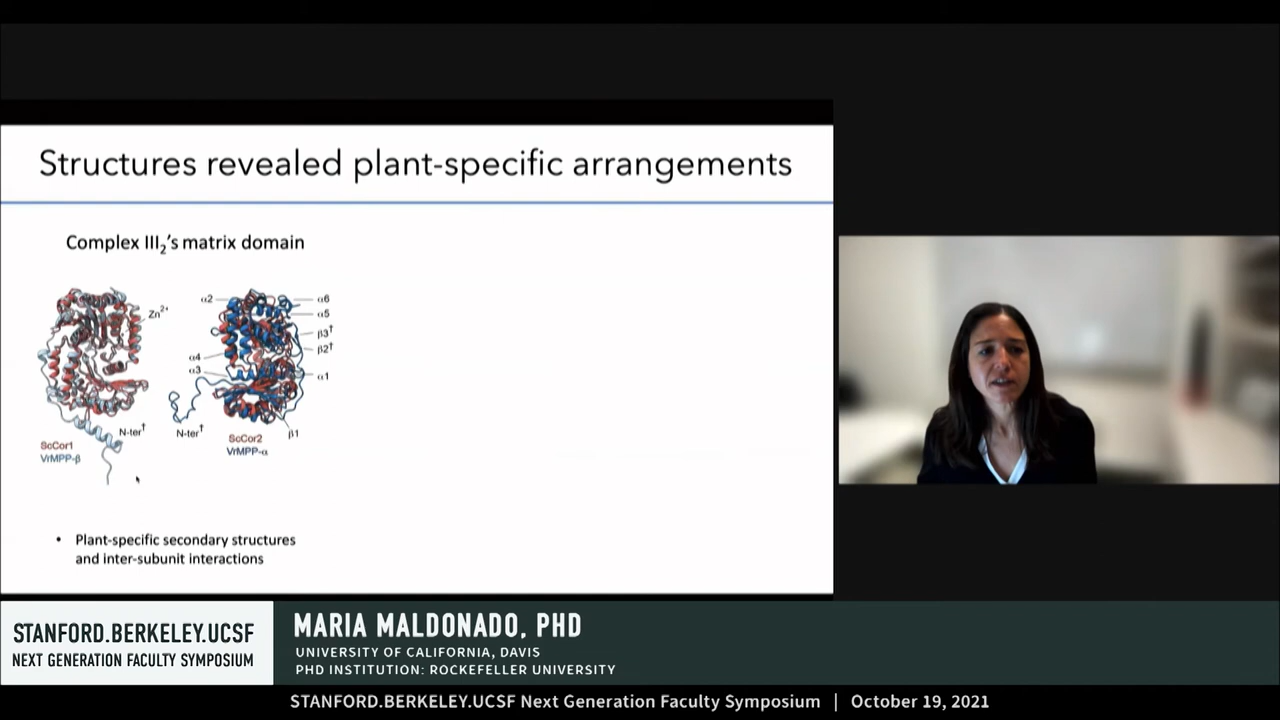 Structures revealed plant-specific arrangements
Complex III₂'s matrix domain
Zn²⁺
N-ter†
ScCor1
VrMPP-β
α2
α6
α5
β3†
β2†
α4
α3
α1
N-ter†
β1
ScCor2
VrMPP-α
• Plant-specific secondary structures
and inter-subunit interactions
STANFORD.BERKELEY.UCSF
NEXT GENERATION FACULTY SYMPOSIUM
MARIA MALDONADO, PHD
UNIVERSITY OF CALIFORNIA, DAVIS
PHD INSTITUTION: ROCKEFELLER UNIVERSITY
STANFORD.BERKELEY.UCSF Next Generation Faculty Symposium | October 19, 2021